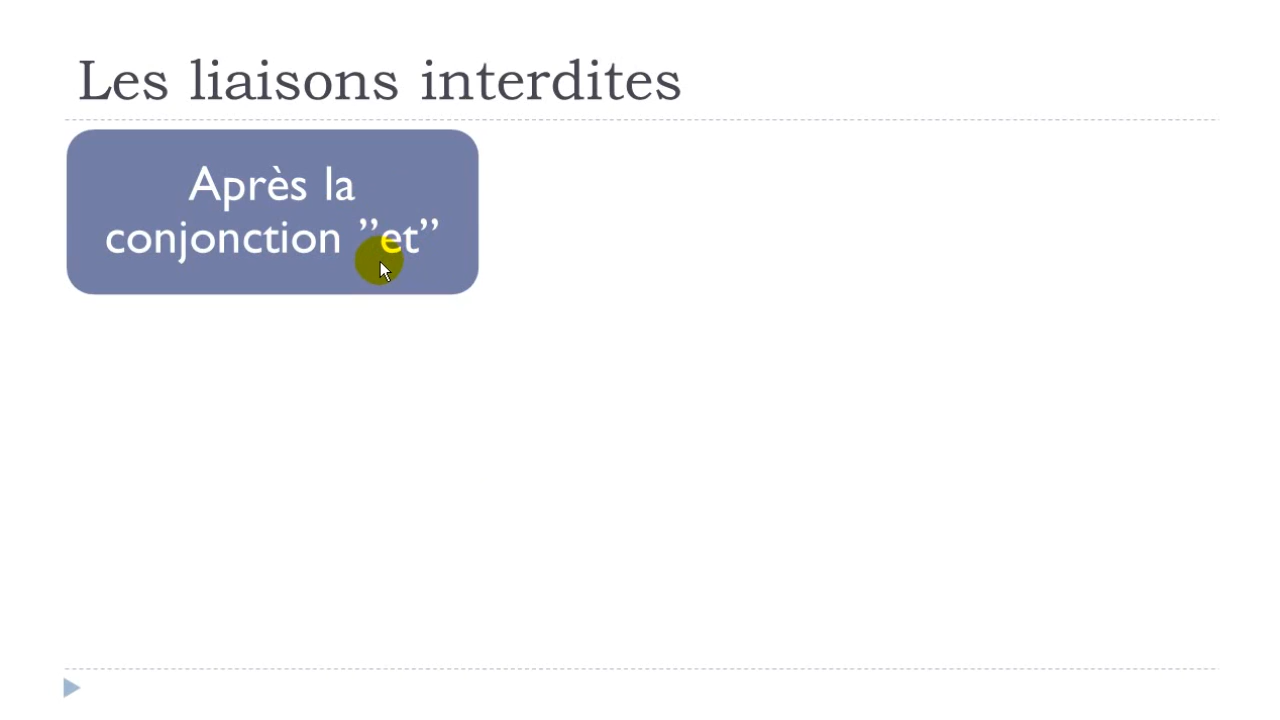 Les liaisons interdites
Après la
conjonction ”et”